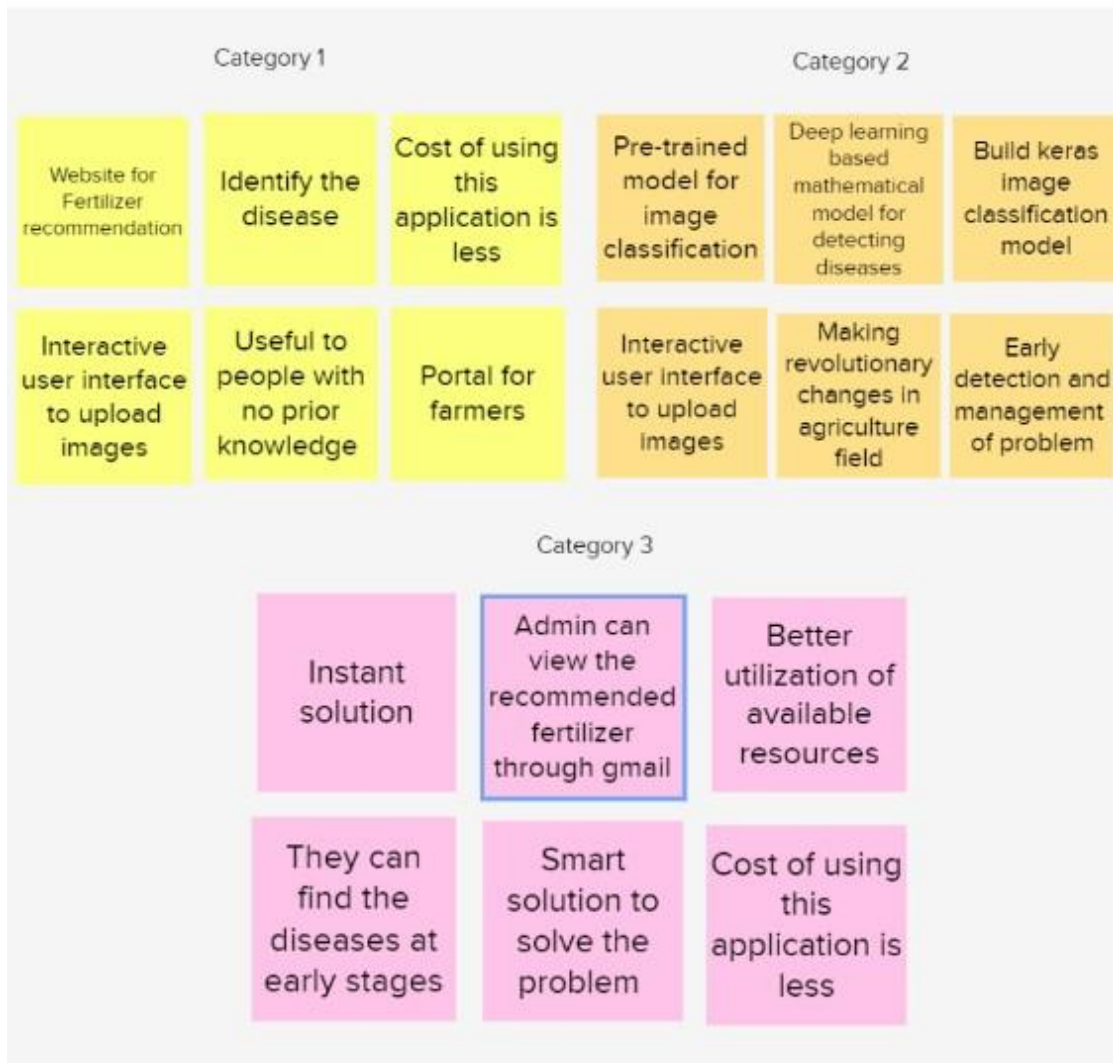 Category 1
Website for
Fertilizer
recommendation
Identify the
disease
Cost of using
this
application is
less
Interactive
user interface
to upload
images
Useful to
people with
no prior
knowledge
Portal for
farmers
Category 2
Pre-trained
model for
image
classification
Deep learning
based
mathematical
model for
detecting
diseases
Build keras
image
classification
model
Interactive
user interface
to upload
images
Making
revolutionary
changes in
agriculture
field
Early
detection and
management
of problem
Category 3
Instant
solution
Admin can
view the
recommended
fertilizer
through gmail
Better
utilization of
available
resources
They can
find the
diseases at
early stages
Smart
solution to
solve the
problem
Cost of using
this
application is
less